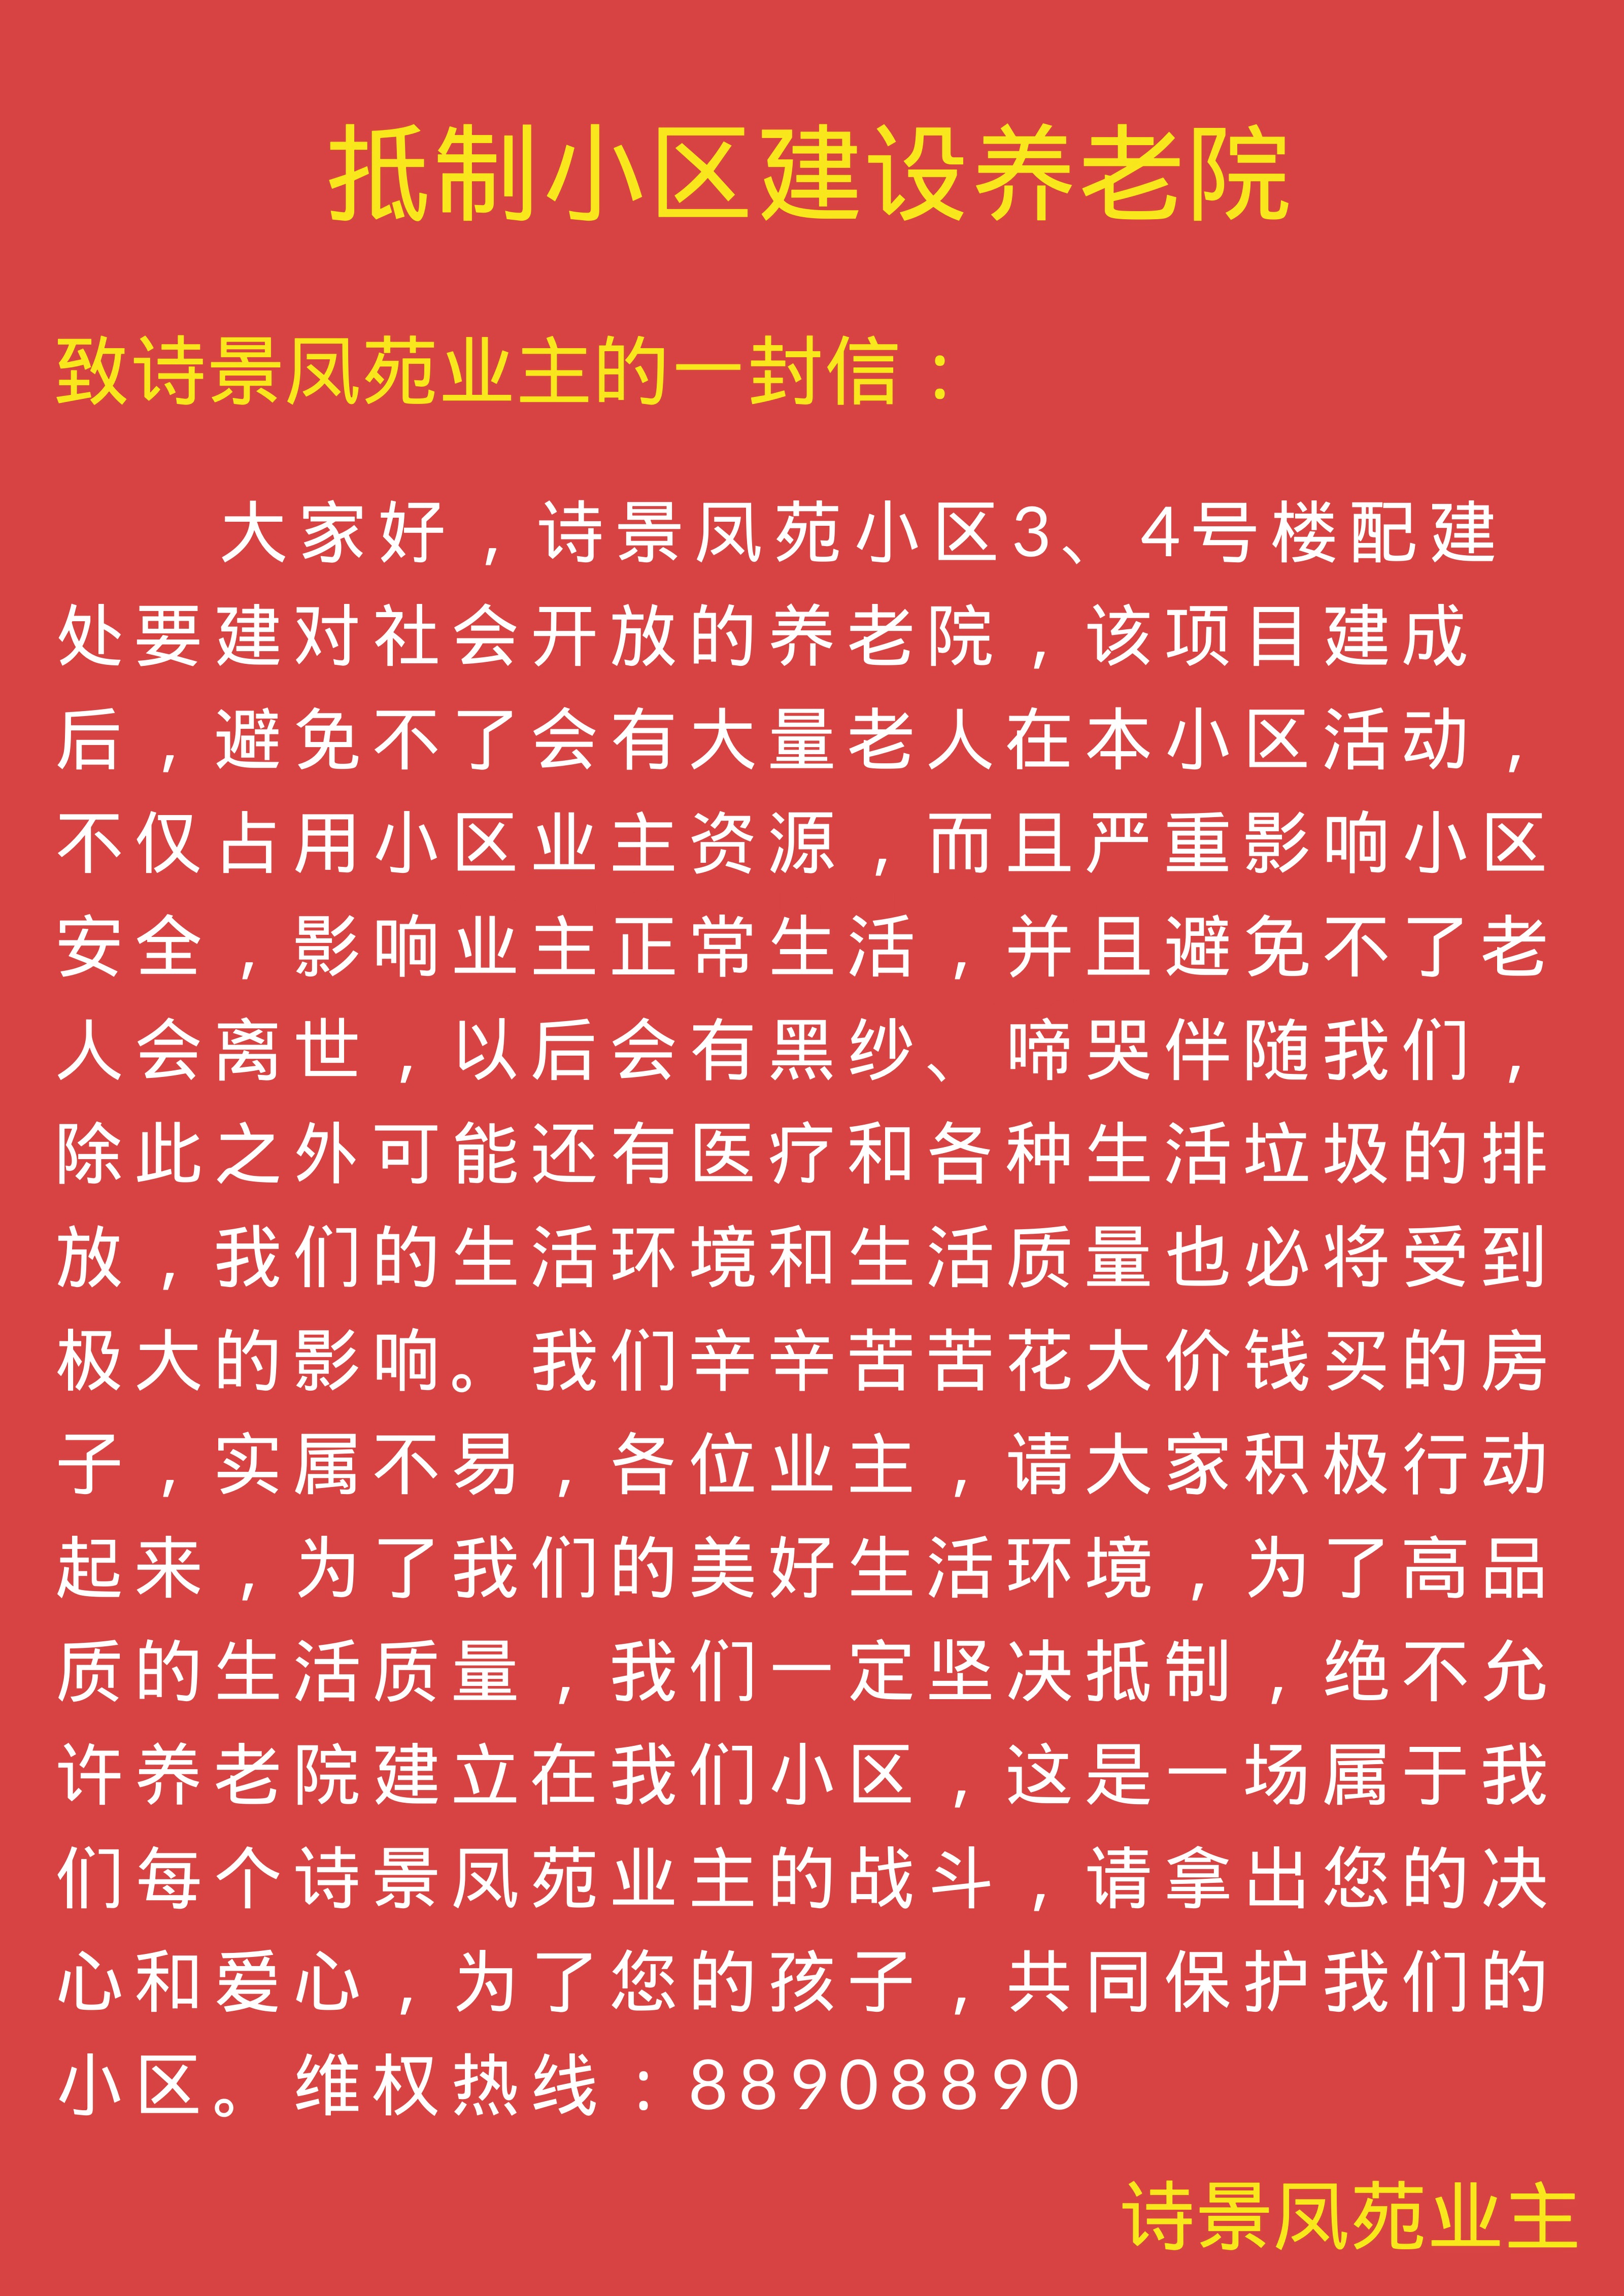 抵制小区建设养老院
致诗景凤苑业主的一封信：
大家好，诗景凤苑小区3、4号楼配建
处要建对社会开放的养老院，该项目建成
后，避免不了会有大量老人在本小区活动，
不仅占用小区业主资源，而且严重影响小区
安全，影响业主正常生活，并且避免不了老
人会离世，以后会有黑纱、啼哭伴随我们，
除此之外可能还有医疗和各种生活垃圾的排
放，我们的生活环境和生活质量也必将受到
极大的影响。我们辛辛苦苦花大价钱买的房
子，实属不易，各位业主，请大家积极行动
起来，为了我们的美好生活环境，为了高品
质的生活质量，我们一定坚决抵制，绝不允
许养老院建立在我们小区，这是一场属于我
们每个诗景凤苑业主的战斗，请拿出您的决
心和爱心，为了您的孩子，共同保护我们的
小区。维权热线：88908890
诗景凤苑业主